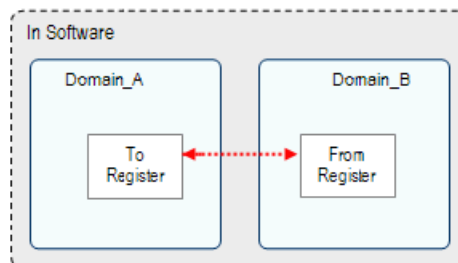 In Software
Domain_A
Domain_B
To
Register
From
Register